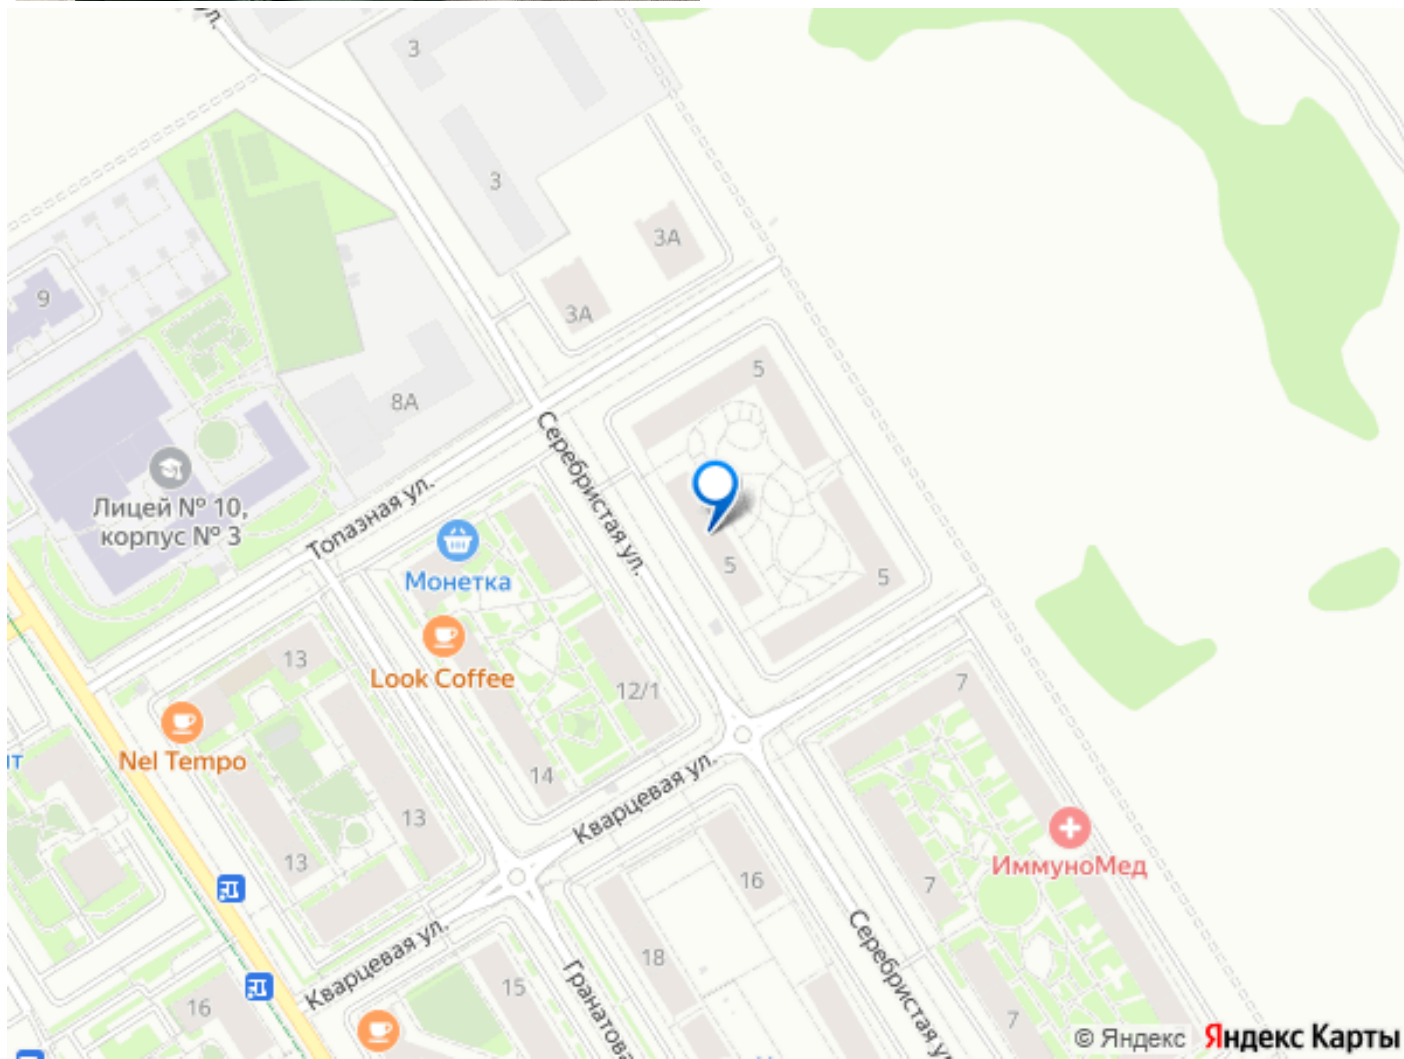 ул.
3
3
3А
3А
9
8А
5
Серебристая ул.
Лицей № 10,
корпус № 3
Топазная ул.
Монетка
5
5
Look Coffee
13
12/1
7
Nel Tempo
14
Кварцевая ул.
13
13
ИммуноМед
16
7
Кварцевая ул.
18
Серебристая у
Гранатова
15
16
7
© Яндекс Яндекс Карты